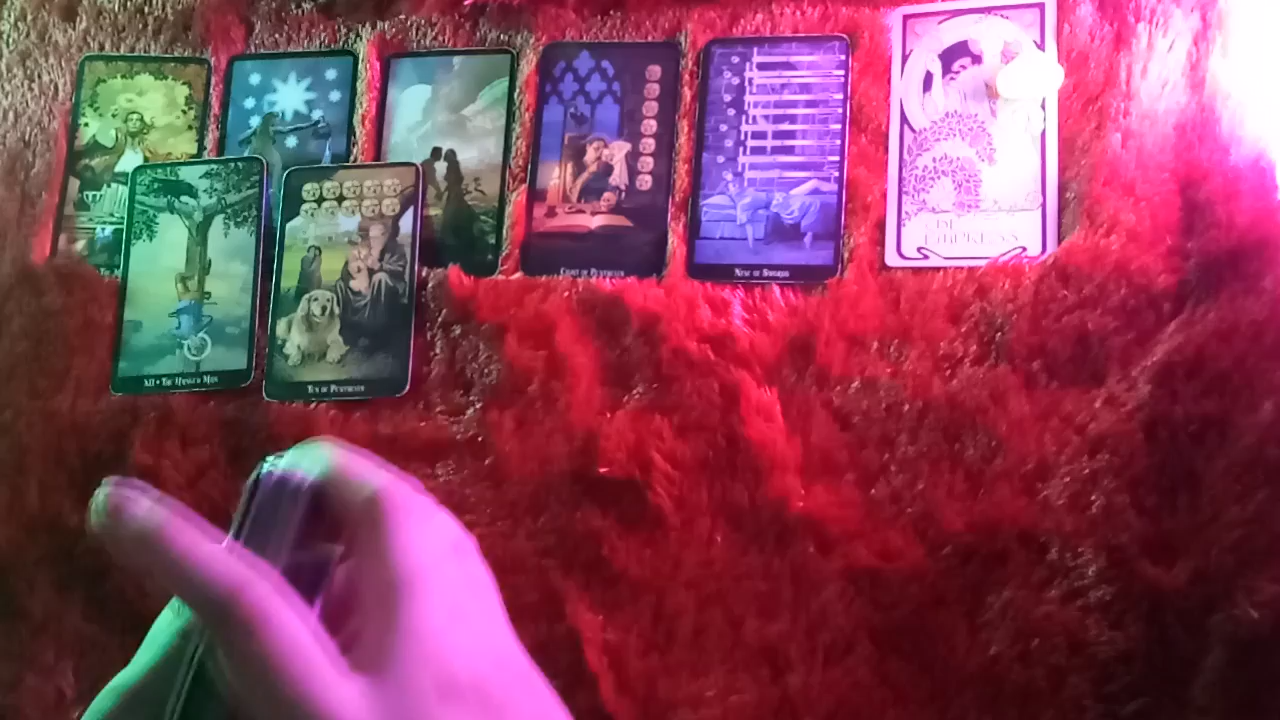 EIGHT OF PENTACLES
NINE OF SWORDS
THE
EMPRESS
XII • THE HANGED MAN
TEN OF PENTACLES